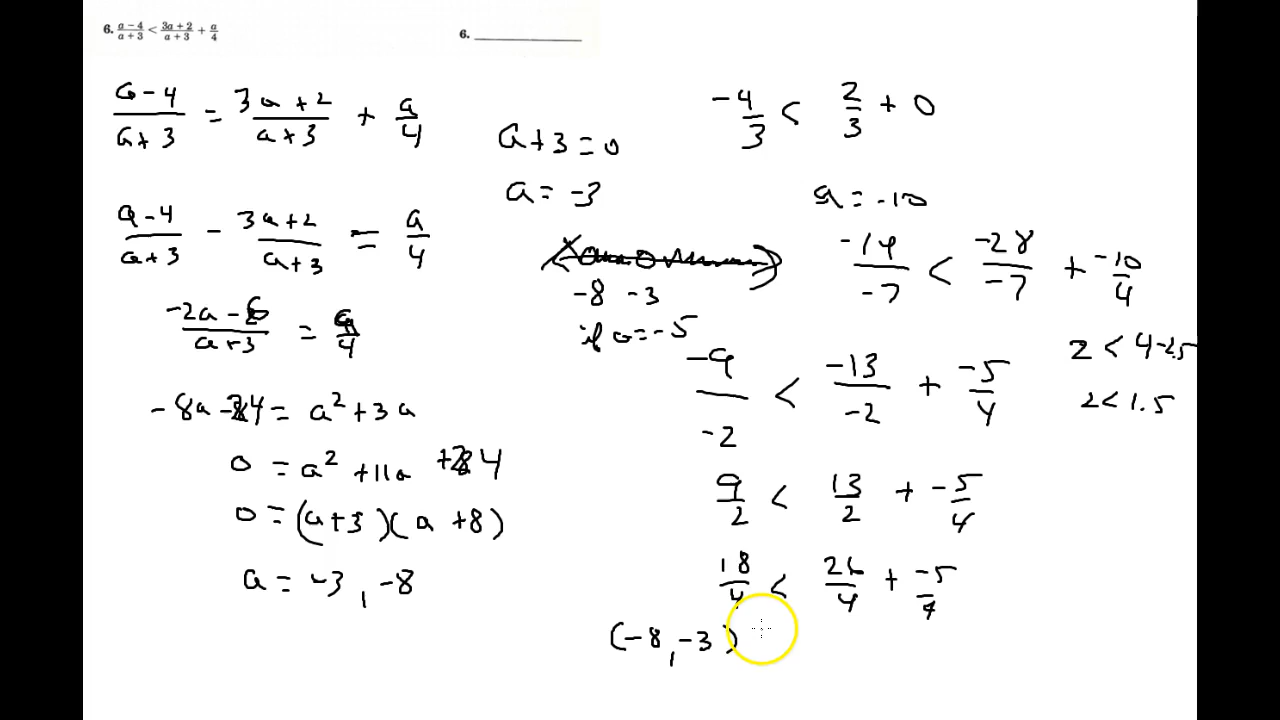 6. (a-4)/(a+3) < (3a+2)/(a+3) + a/4
6. __________
(a-4)/(a+3) = (3a+2)/(a+3) + a/4
(a-4)/(a+3) - (3a+2)/(a+3) = a/4
(-2a-6)/(a+3) = a/4
-8a-24 = a² + 3a
0 = a² + 11a + 24
0 = (a+3)(a+8)
a = -3, -8
a+3 = 0
a = -3
-8 -3
if a = -5
-4/3 < 2/3 + 0
a = -10
-14/-7 < -28/-7 + -10/4
2 < 4-2.5
2 < 1.5
-9/-2 < -13/-2 + -5/4
9/2 < 13/2 + -5/4
18/4 < 26/4 + -5/4
(-8, -3)